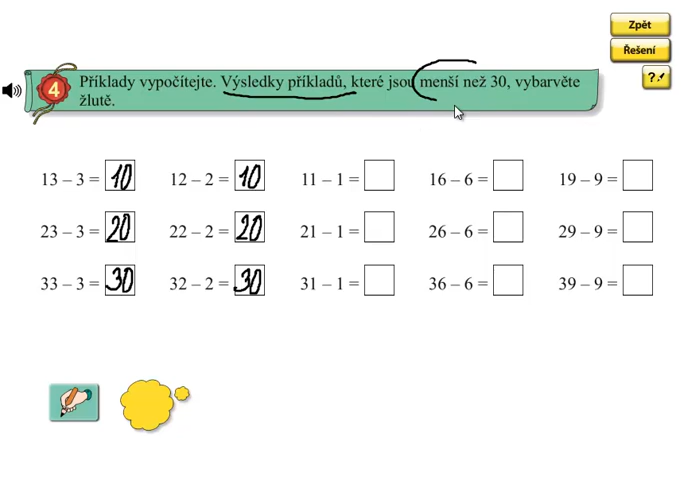 Zpět
Řešení
?
4 Příklady vypočítejte. Výsledky příkladů, které jsou menší než 30, vybarvěte
žlutě.
13 – 3 = 10 12 – 2 = 10 11 – 1 = 16 – 6 = 19 – 9 =
23 – 3 = 20 22 – 2 = 20 21 – 1 = 26 – 6 = 29 – 9 =
33 – 3 = 30 32 – 2 = 30 31 – 1 = 36 – 6 = 39 – 9 =